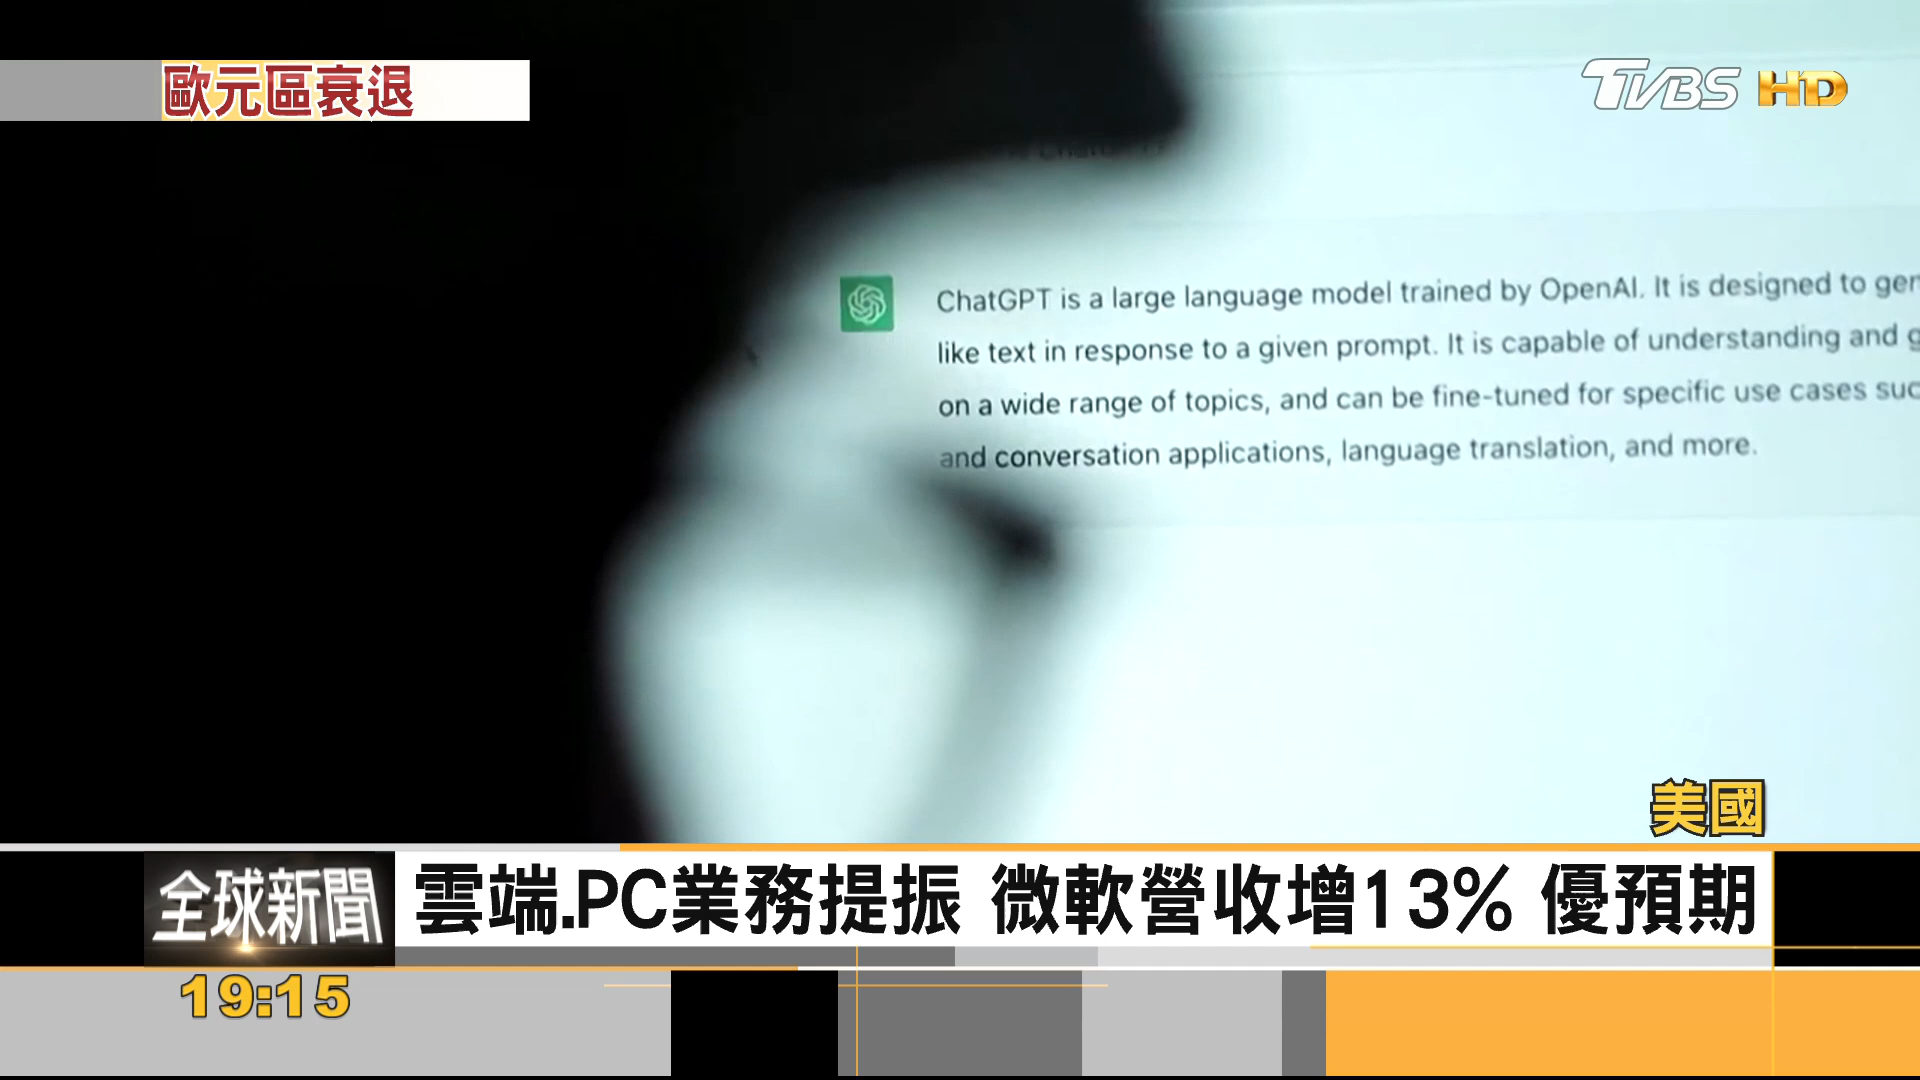 歐元區衰退
TVBS HD
ChatGPT is a large language model trained by OpenAI. It is designed to
like text in response to a given prompt. It is capable of understanding and
on a wide range of topics, and can be fine-tuned for specific use cases
and conversation applications, language translation, and more.
美國
全球新聞
雲端.PC業務提振 微軟營收增13% 優預期
19:15